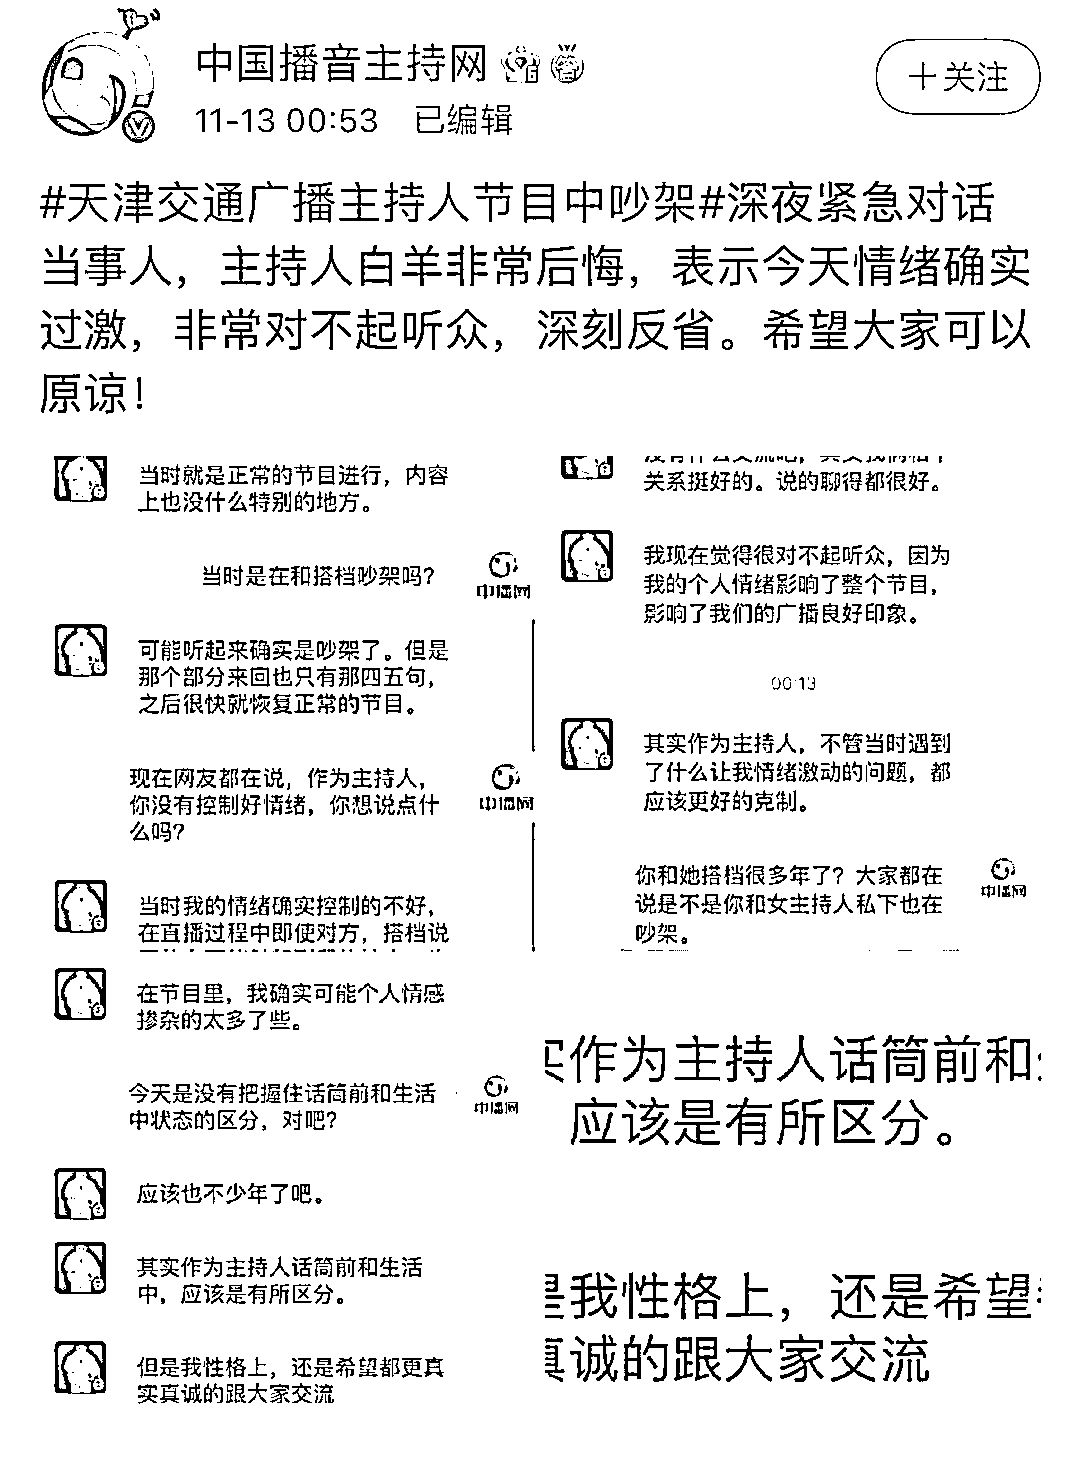 中国播音主持网
11-13 00:53 已编辑
十关注
#天津交通广播主持人节目中吵架#深夜紧急对话
当事人，主持人白羊非常后悔，表示今天情绪确实
过激，非常对不起听众，深刻反省。希望大家可以
原谅！
当时就是正常的节目进行，内容
上也没什么特别的地方。
当时是在和搭档吵架吗？
中播网
可能听起来确实是吵架了。但是
那个部分来回也只有那四五句，
之后很快就恢复正常的节目。
现在网友都在说，作为主持人，
你没有控制好情绪，你想说点什
么吗？
中播网
当时我的情绪确实控制的不好，
在直播过程中即使对方，搭档说
关系挺好的。说的聊得都很好。
我现在觉得很对不起听众，因为
我的个人情绪影响了整个节目，
影响了我们的广播良好印象。
00:13
其实作为主持人，不管当时遇到
了什么让我情绪激动的问题，都
应该更好的克制。
你和她搭档很多年了？大家都在
说是不是你和女主持人私下也在
吵架。
中播网
在节目里，我确实可能个人情感
掺杂的太多了些。
今天是没有把握住话筒前和生活
中状态的区分，对吧？
中播网
应该也不少年了吧。
其实作为主持人话筒前和生活
中，应该是有所区分。
但是我性格上，还是希望都更真
实真诚的跟大家交流
作为主持人话筒前和
应该是有所区分。
我性格上，还是希望
诚的跟大家交流